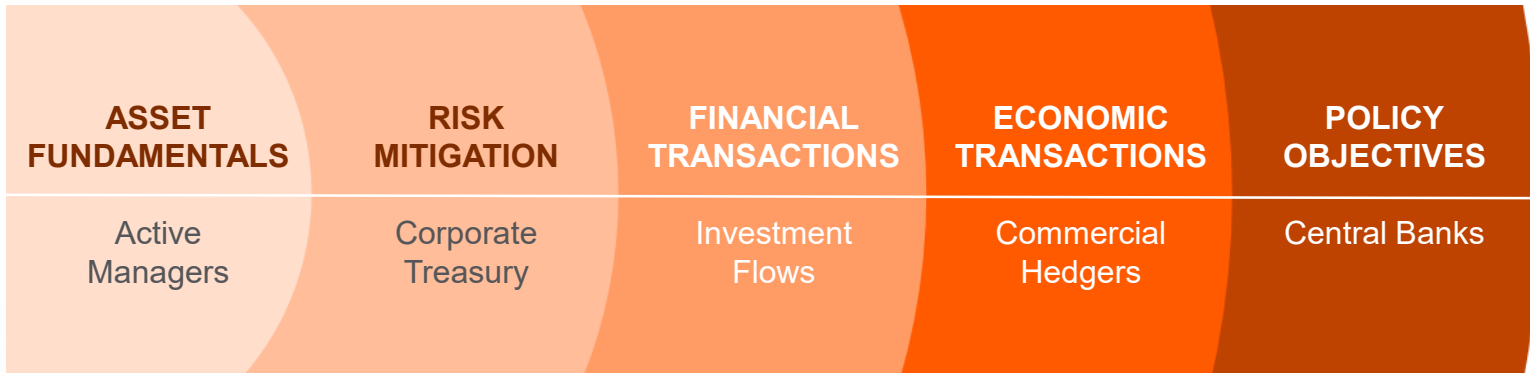 ASSET
FUNDAMENTALS
Active
Managers
RISK
MITIGATION
Corporate
Treasury
FINANCIAL
TRANSACTIONS
Investment
Flows
ECONOMIC
TRANSACTIONS
Commercial
Hedgers
POLICY
OBJECTIVES
Central Banks